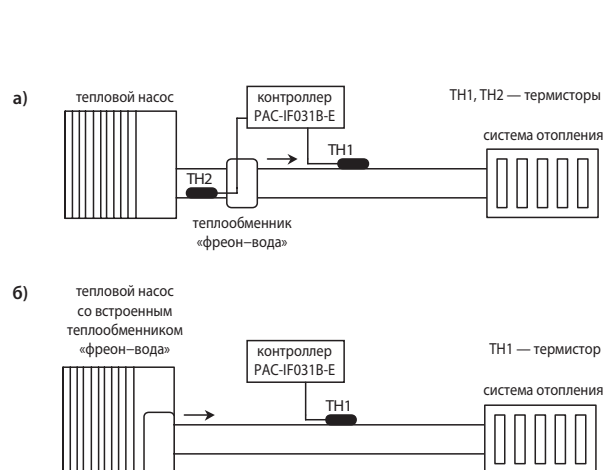 а)
тепловой насос
контроллер
PAC-IF031B-E
TH1, TH2 — термисторы
система отопления
TH1
TH2
теплообменник
«фреон–вода»
б)
тепловой насос
со встроенным
теплообменником
«фреон–вода»
контроллер
PAC-IF031B-E
TH1 — термистор
система отопления
TH1